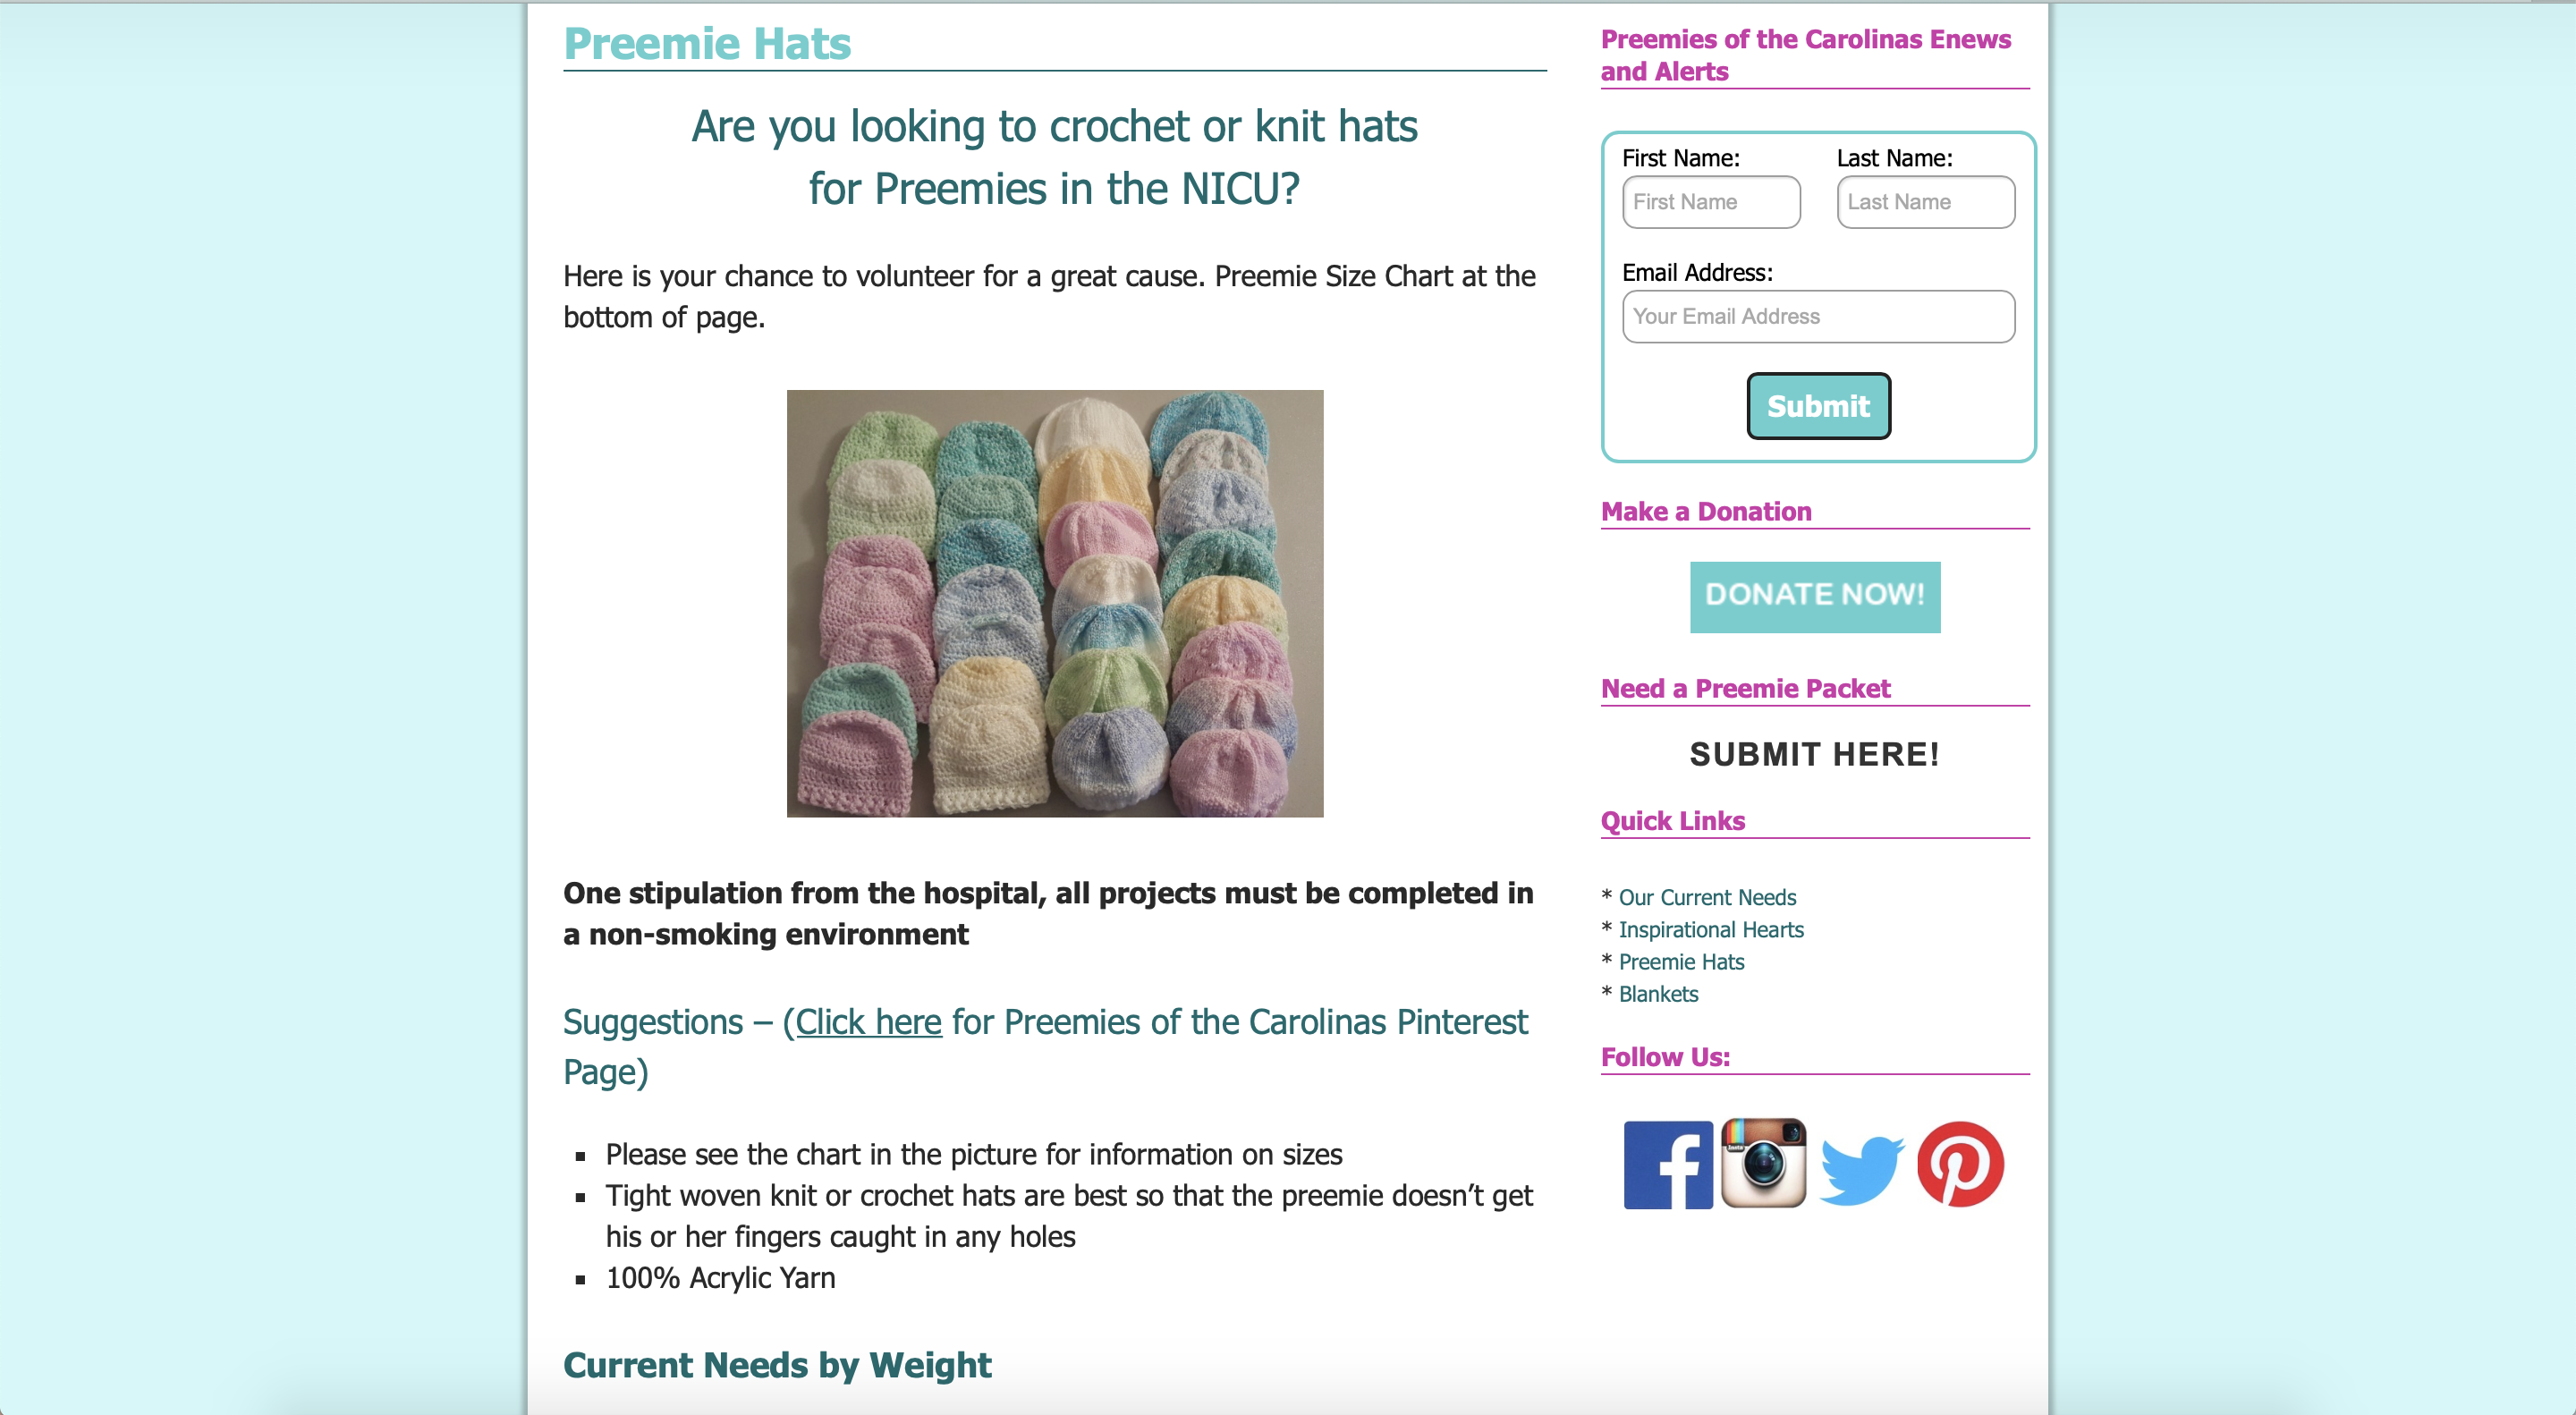 Preemie Hats
Are you looking to crochet or knit hats
for Preemies in the NICU?
Here is your chance to volunteer for a great cause. Preemie Size Chart at the
bottom of page.
One stipulation from the hospital, all projects must be completed in
a non-smoking environment
Suggestions – (Click here for Preemies of the Carolinas Pinterest
Page)
▪ Please see the chart in the picture for information on sizes
▪ Tight woven knit or crochet hats are best so that the preemie doesn’t get
his or her fingers caught in any holes
▪ 100% Acrylic Yarn
Current Needs by Weight
Preemies of the Carolinas Enews
and Alerts
First Name: Last Name:
First Name Last Name
Email Address:
Your Email Address
Submit
Make a Donation
DONATE NOW!
Need a Preemie Packet
SUBMIT HERE!
Quick Links
* Our Current Needs
* Inspirational Hearts
* Preemie Hats
* Blankets
Follow Us: